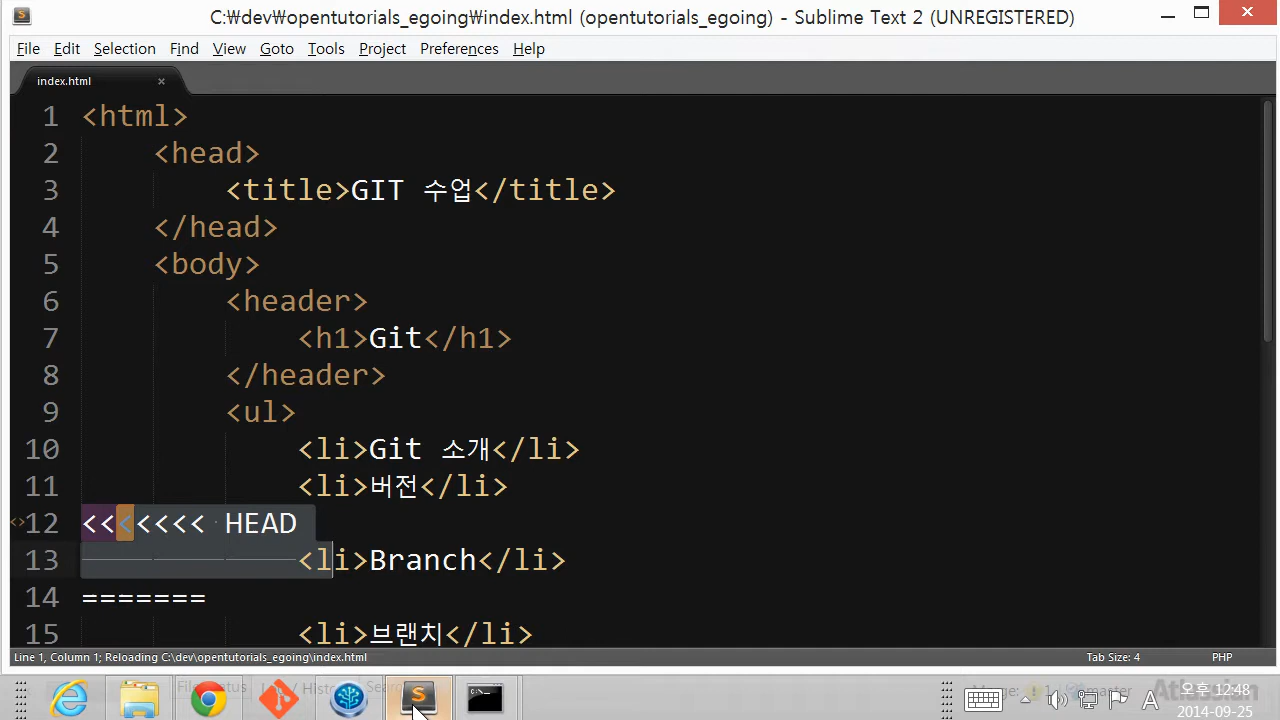 C:₩dev₩opentutorials_egoing₩index.html (opentutorials_egoing) - Sublime Text 2 (UNREGISTERED)
File Edit Selection Find View Goto Tools Project Preferences Help
index.html
1 <html>
2 <head>
3 <title>GIT 수업</title>
4 </head>
5 <body>
6 <header>
7 <h1>Git</h1>
8 </header>
9 <ul>
10 <li>Git 소개</li>
11 <li>버전</li>
12 <<<<<<< HEAD
13 <li>Branch</li>
14 =======
15 <li>브랜치</li>
Line 1, Column 1; Reloading C:\dev\opentutorials_egoing\index.html Tab Size: 4 PHP
A 오후 12:48
2014-09-25